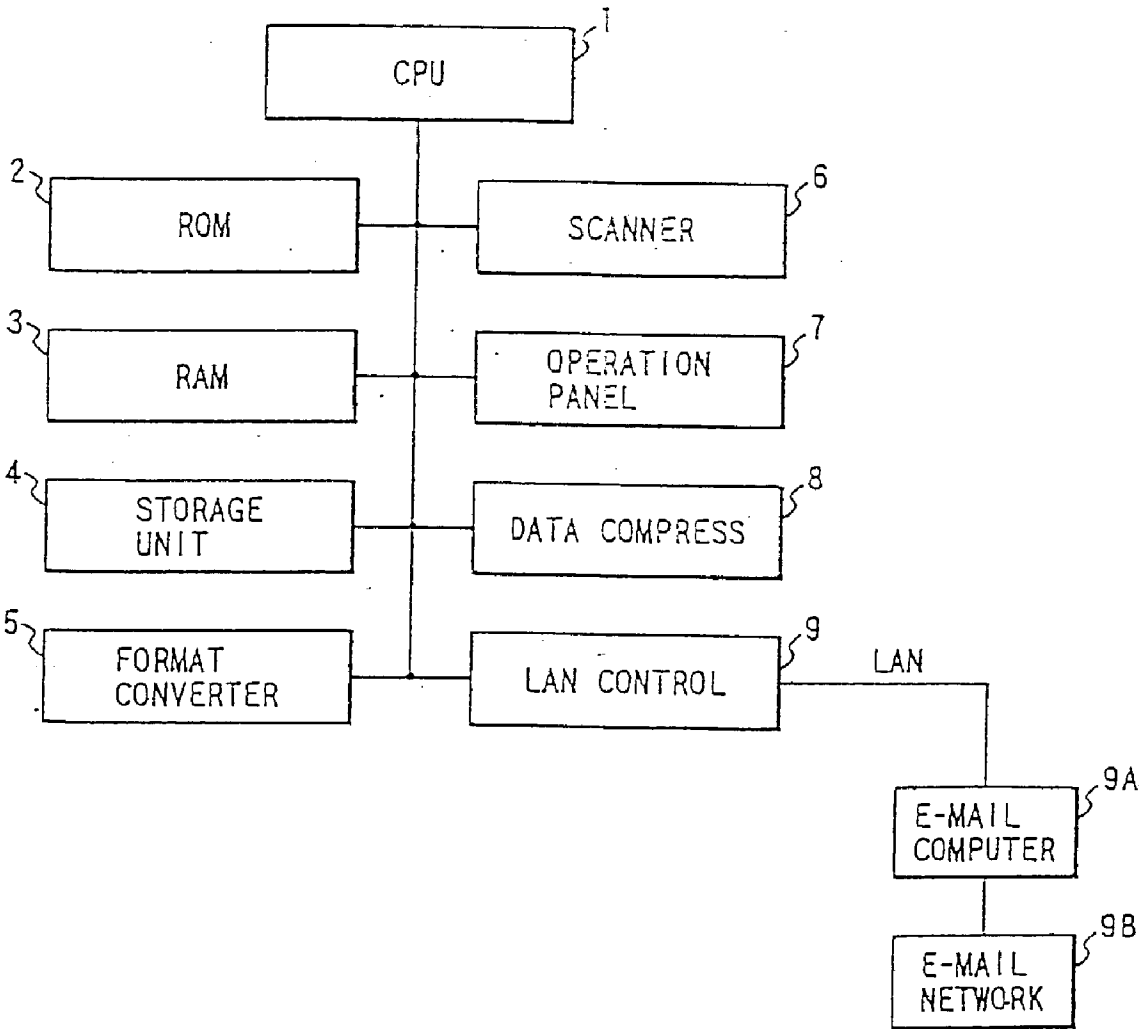 1
CPU
2
ROM
6
SCANNER
3
RAM
7
OPERATION
PANEL
4
STORAGE
UNIT
8
DATA COMPRESS
5
FORMAT
CONVERTER
9
LAN CONTROL
LAN
9A
E-MAIL
COMPUTER
9B
E-MAIL
NETWORK